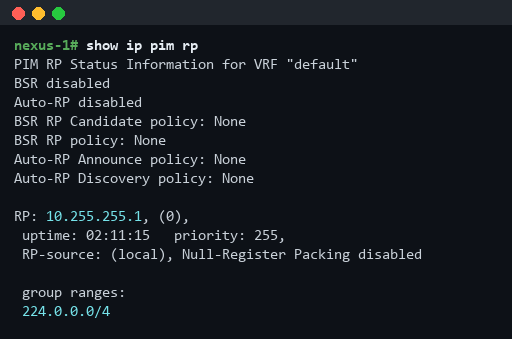 nexus-1# show ip pim rp
PIM RP Status Information for VRF "default"
BSR disabled
Auto-RP disabled
BSR RP Candidate policy: None
BSR RP policy: None
Auto-RP Announce policy: None
Auto-RP Discovery policy: None

RP: 10.255.255.1, (0),
 uptime: 02:11:15   priority: 255,
 RP-source: (local), Null-Register Packing disabled

 group ranges:
 224.0.0.0/4